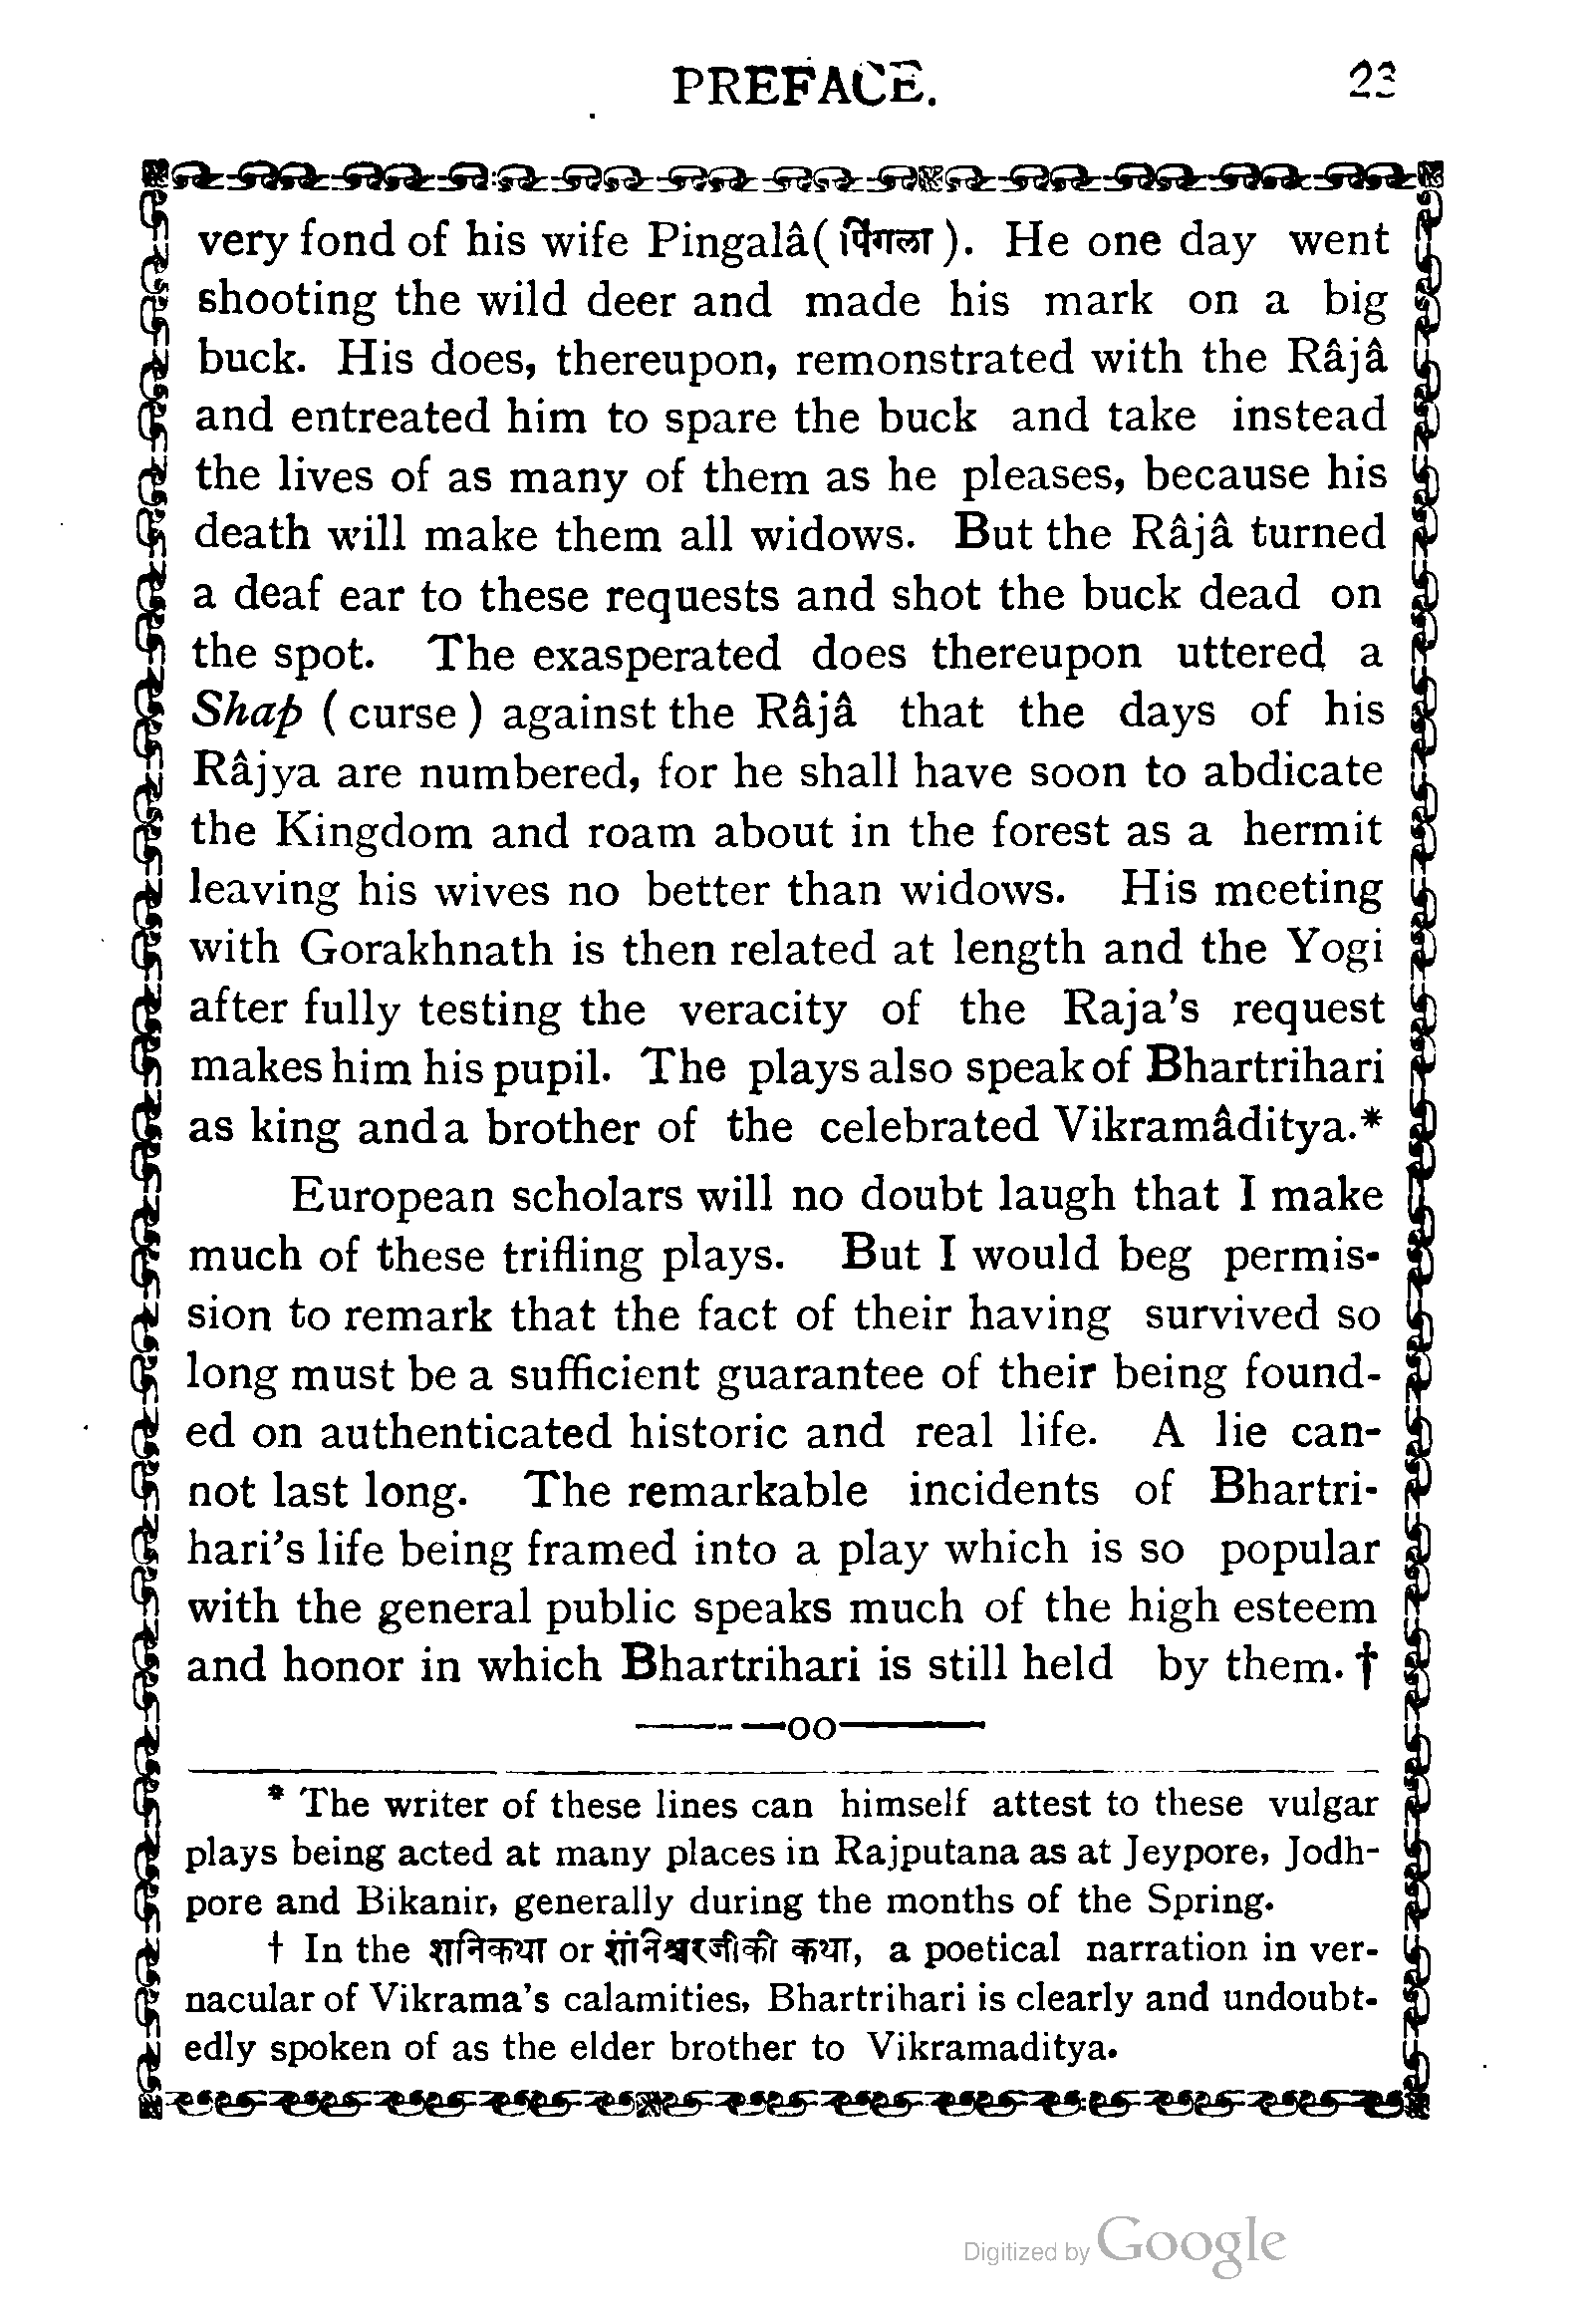 PREFACE. 23
very fond of his wife Pingalâ( पिंगला ). He one day went
shooting the wild deer and made his mark on a big
buck. His does, thereupon, remonstrated with the Râjâ
and entreated him to spare the buck and take instead
the lives of as many of them as he pleases, because his
death will make them all widows. But the Râjâ turned
a deaf ear to these requests and shot the buck dead on
the spot. The exasperated does thereupon uttered a
Shap ( curse ) against the Râjâ that the days of his
Râjya are numbered, for he shall have soon to abdicate
the Kingdom and roam about in the forest as a hermit
leaving his wives no better than widows. His meeting
with Gorakhnath is then related at length and the Yogi
after fully testing the veracity of the Raja's request
makes him his pupil. The plays also speak of Bhartrihari
as king and a brother of the celebrated Vikramâditya.*
European scholars will no doubt laugh that I make
much of these trifling plays. But I would beg permis-
sion to remark that the fact of their having survived so
long must be a sufficient guarantee of their being found-
ed on authenticated historic and real life. A lie can-
not last long. The remarkable incidents of Bhartri-
hari's life being framed into a play which is so popular
with the general public speaks much of the high esteem
and honor in which Bhartrihari is still held by them. †
——oo——
* The writer of these lines can himself attest to these vulgar
plays being acted at many places in Rajputana as at Jeypore, Jodh-
pore and Bikanir, generally during the months of the Spring.
† In the शनिकथा or शनिश्चरजीकी कथा, a poetical narration in ver-
nacular of Vikrama's calamities, Bhartrihari is clearly and undoubt-
edly spoken of as the elder brother to Vikramaditya.
Digitized by Google